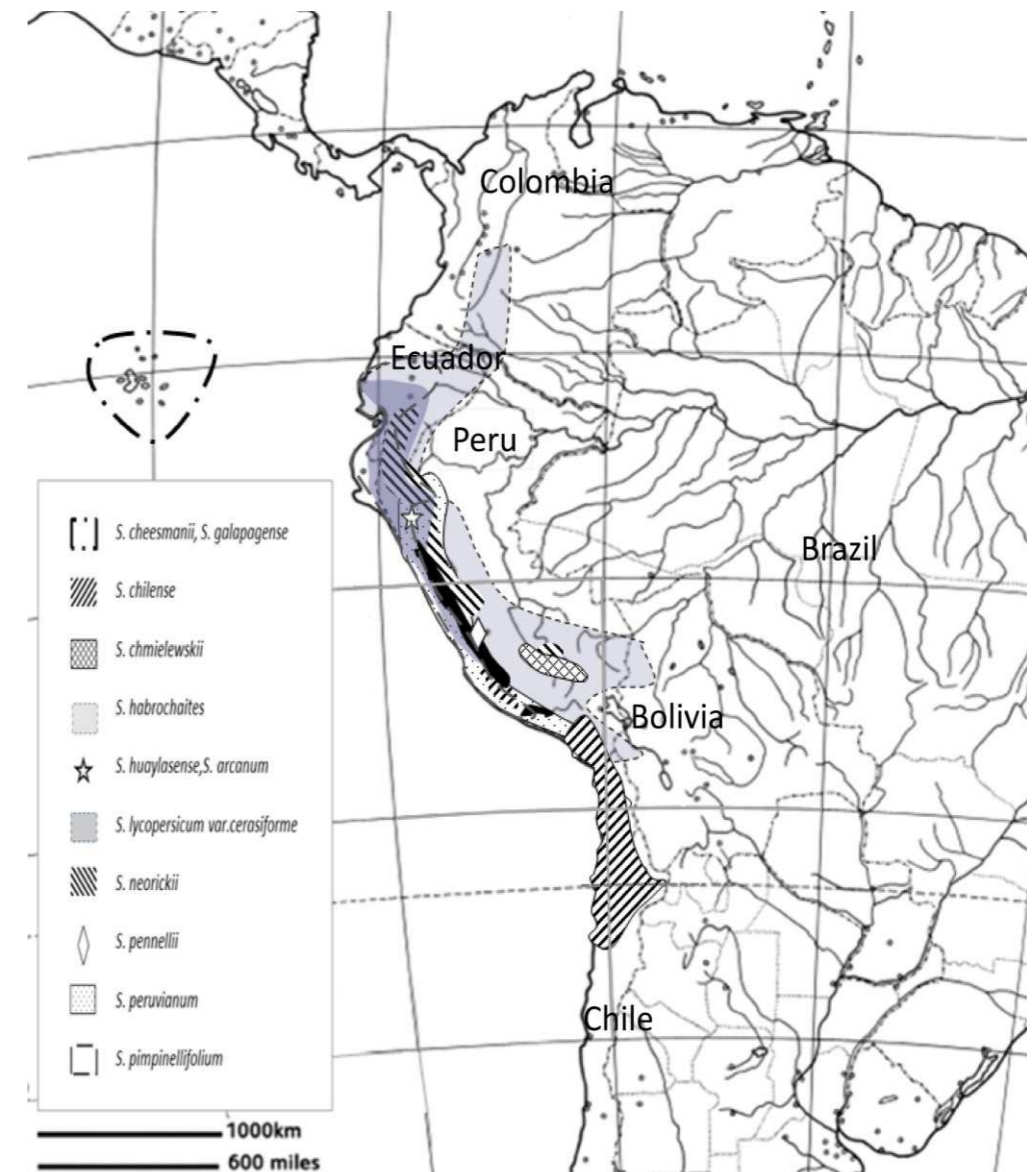 Colombia
Ecuador
Peru
Brazil
Bolivia
Chile
S. cheesmanii, S. galapagense
S. chilense
S. chmielewskii
S. habrochaites
S. huaylasense,S. arcanum
S. lycopersicum var.cerasiforme
S. neorickii
S. pennellii
S. peruvianum
S. pimpinellifolium
1000km
600 miles